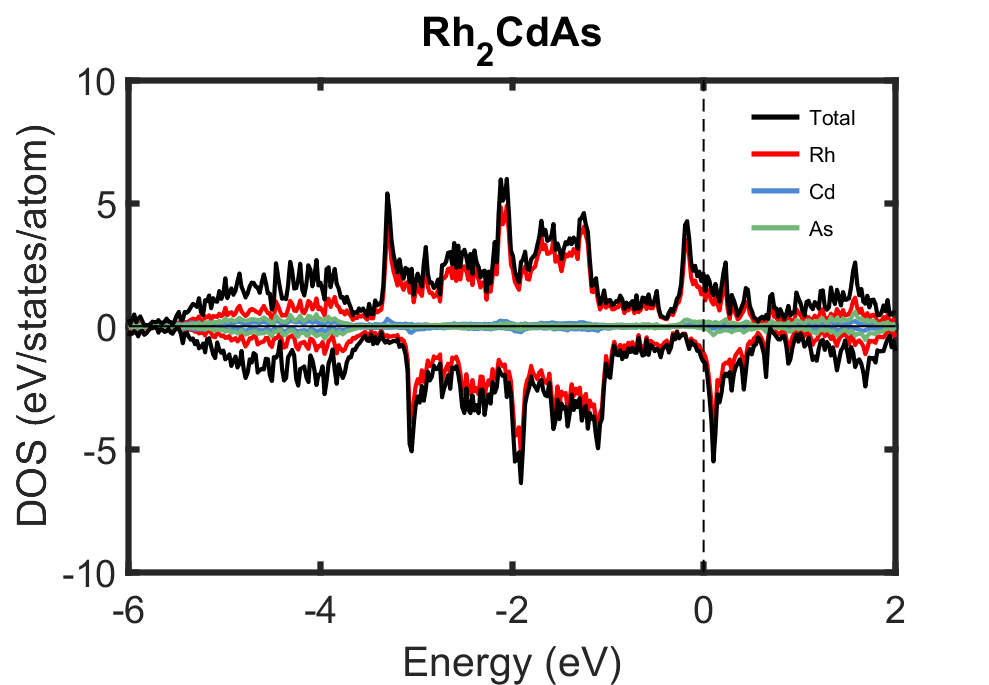 Rh₂CdAs
DOS (eV/states/atom)
10
5
0
-5
-10
Total
Rh
Cd
As
-6
-4
-2
0
2
Energy (eV)